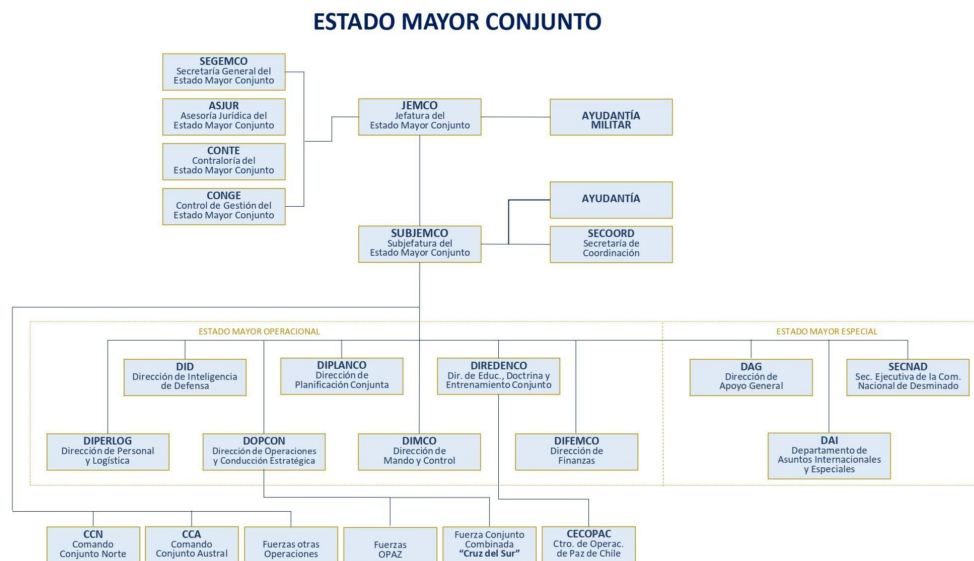 ESTADO MAYOR CONJUNTO
SEGEMCO
Secretaría General del
Estado Mayor Conjunto
ASJUR
Asesoría Jurídica del
Estado Mayor Conjunto
CONTE
Contraloría del
Estado Mayor Conjunto
CONGE
Control de Gestión del
Estado Mayor Conjunto
JEMCO
Jefatura del
Estado Mayor Conjunto
AYUDANTÍA
MILITAR
AYUDANTÍA
SUBJEMCO
Subjefatura del
Estado Mayor Conjunto
SECOORD
Secretaría de
Coordinación
ESTADO MAYOR OPERACIONAL
ESTADO MAYOR ESPECIAL
DID
Dirección de Inteligencia
de Defensa
DIPLANCO
Dirección de
Planificación Conjunta
DIREDENCO
Dir. de Educ., Doctrina y
Entrenamiento Conjunto
DAG
Dirección de
Apoyo General
SECNAD
Sec. Ejecutiva de la Com.
Nacional de Desminado
DIPERLOG
Dirección de Personal
y Logística
DOPCON
Dirección de Operaciones
y Conducción Estratégica
DIMCO
Dirección de
Mando y Control
DIFEMCO
Dirección de
Finanzas
DAI
Departamento de
Asuntos Internacionales
y Especiales
CCN
Comando
Conjunto Norte
CCA
Comando
Conjunto Austral
Fuerzas otras
Operaciones
Fuerzas
OPAZ
Fuerza Conjunto
Combinada
"Cruz del Sur"
CECOPAC
Ctro. de Operac.
de Paz de Chile